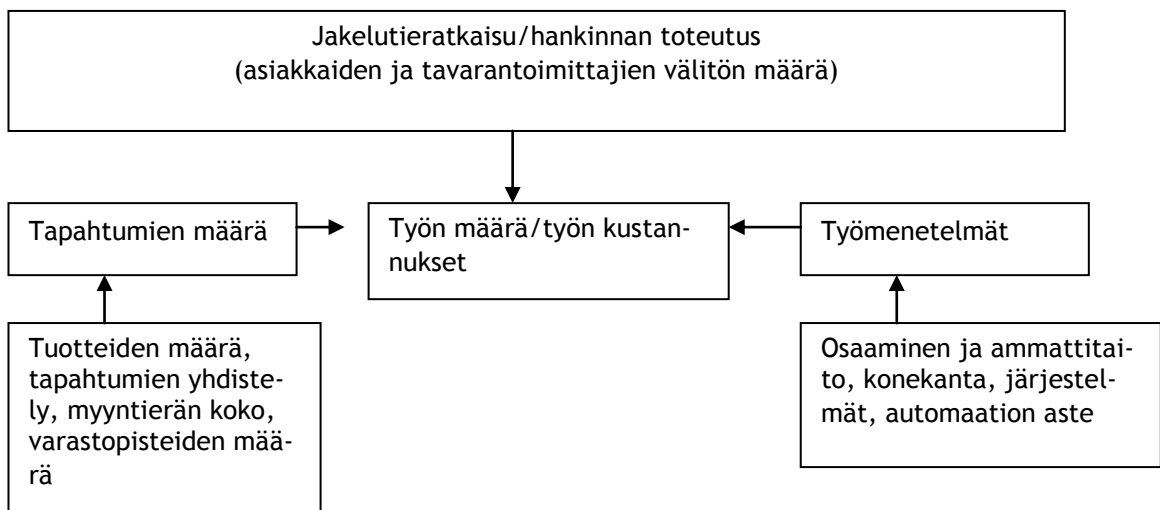 Jakelutieratkaisu/hankinnan toteutus
(asiakkaiden ja tavarantoimittajien välitön määrä)
Tapahtumien määrä
Työn määrä/työn kustan-
nukset
Työmenetelmät
Tuotteiden määrä,
tapahtumien yhdiste-
ly, myyntierän koko,
varastopisteiden mää-
rä
Osaaminen ja ammattitai-
to, konekanta, järjestel-
mät, automaation aste